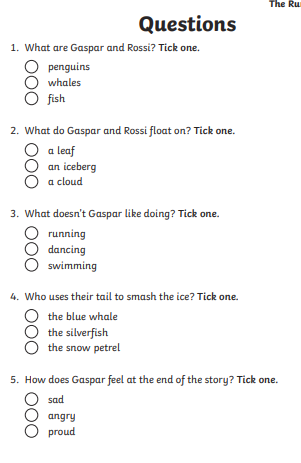 The Ru
Questions
1. What are Gaspar and Rossi? Tick one.
penguins
whales
fish
2. What do Gaspar and Rossi float on? Tick one.
a leaf
an iceberg
a cloud
3. What doesn't Gaspar like doing? Tick one.
running
dancing
swimming
4. Who uses their tail to smash the ice? Tick one.
the blue whale
the silverfish
the snow petrel
5. How does Gaspar feel at the end of the story? Tick one.
sad
angry
proud